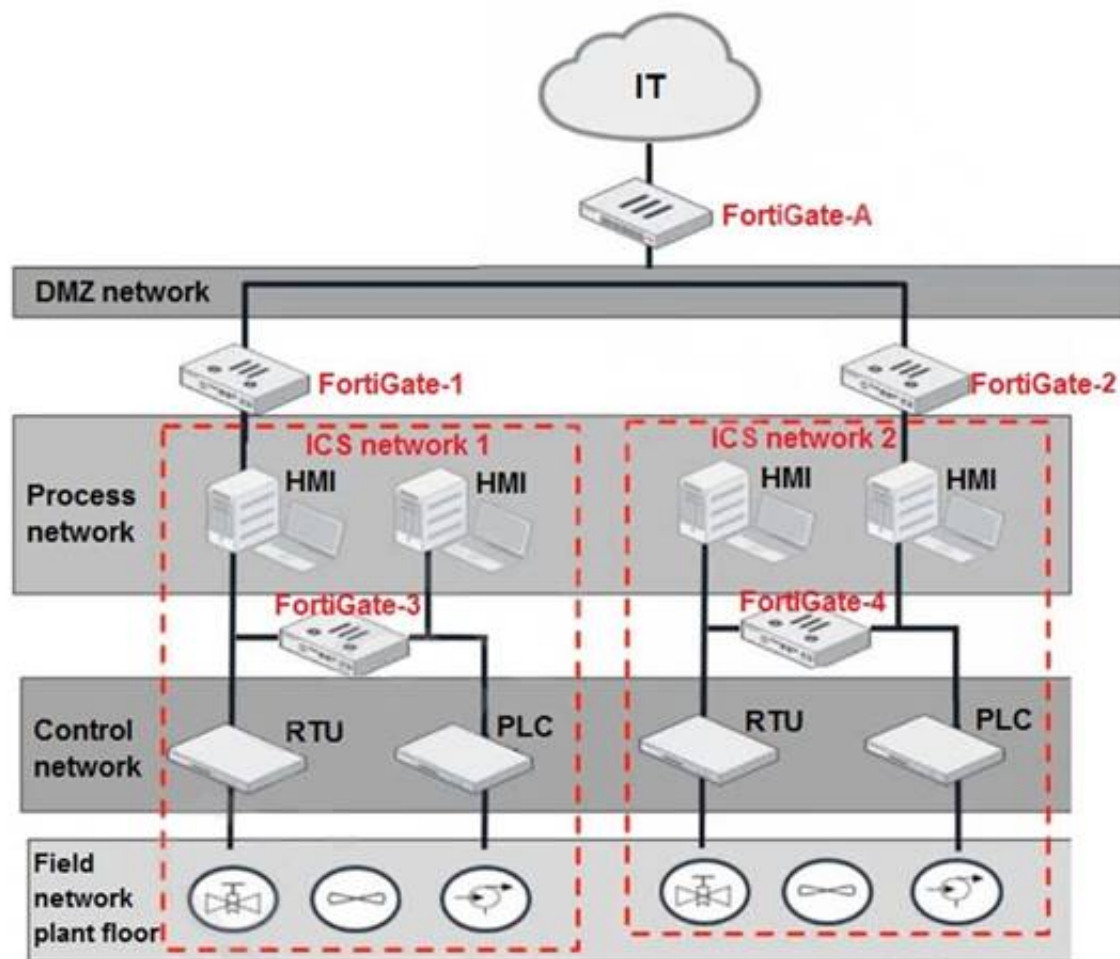 IT
FortiGate-A
DMZ network
FortiGate-1
FortiGate-2
ICS network 1
ICS network 2
Process
network
HMI
HMI
HMI
HMI
FortiGate-3
FortiGate-4
Control
network
RTU
PLC
RTU
PLC
Field
network
plant floor